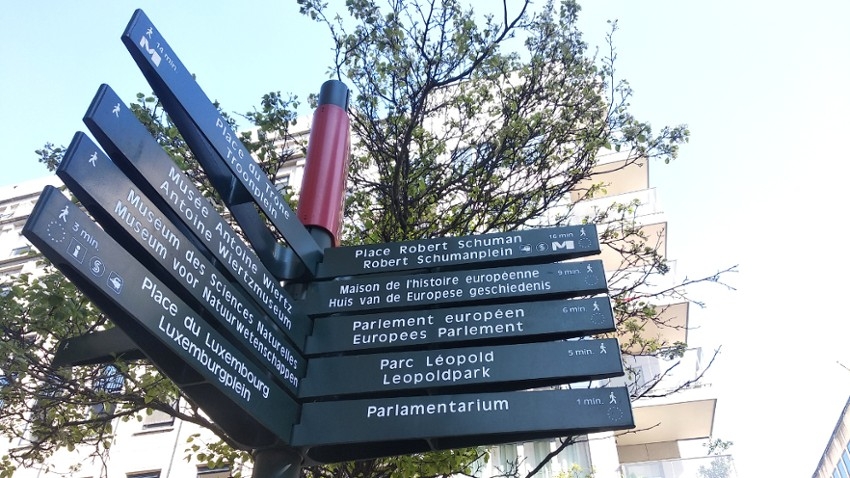 14 min.
M
Place du Trône
Troonplein
Musée Antoine Wiertz
Antoine Wiertzmuseum
Muséum des Sciences Naturelles
Museum voor Natuurwetenschappen
3 min.
i
S
Place du Luxembourg
Luxemburgplein
Place Robert Schuman
Robert Schumanplein
16 min.
S
M
Maison de l'histoire européenne
Huis van de Europese geschiedenis
9 min.
Parlement européen
Europees Parlement
6 min.
Parc Léopold
Leopoldpark
5 min.
Parlamentarium
1 min.